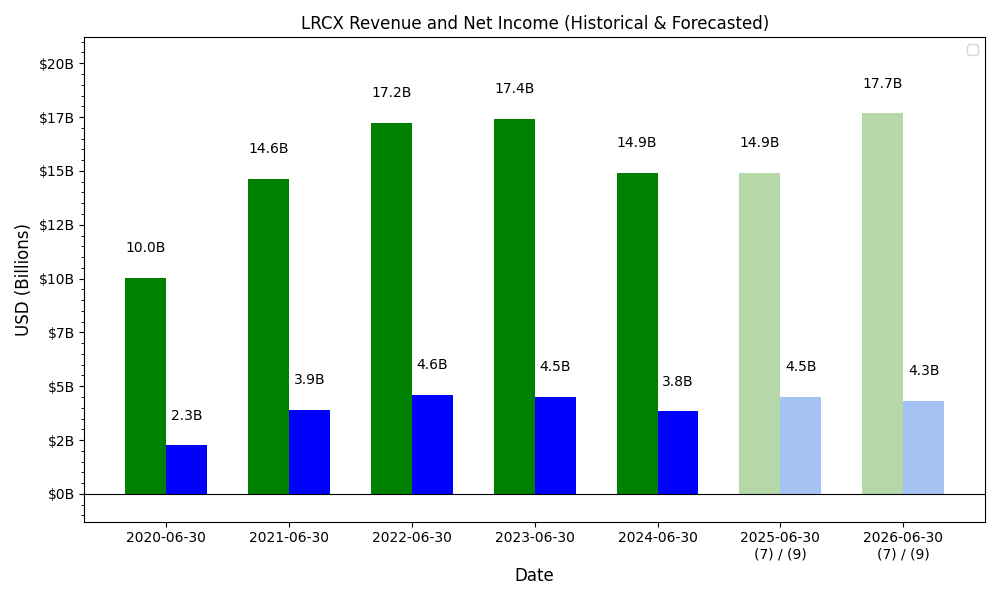 LRCX Revenue and Net Income (Historical & Forecasted)
$20B
$17B
$15B
$12B
$10B
$7B
$5B
$2B
$0B
USD (Billions)
10.0B
2.3B
14.6B
3.9B
17.2B
4.6B
17.4B
4.5B
14.9B
3.8B
14.9B
4.5B
17.7B
4.3B
2020-06-30
2021-06-30
2022-06-30
2023-06-30
2024-06-30
2025-06-30
(7) / (9)
2026-06-30
(7) / (9)
Date